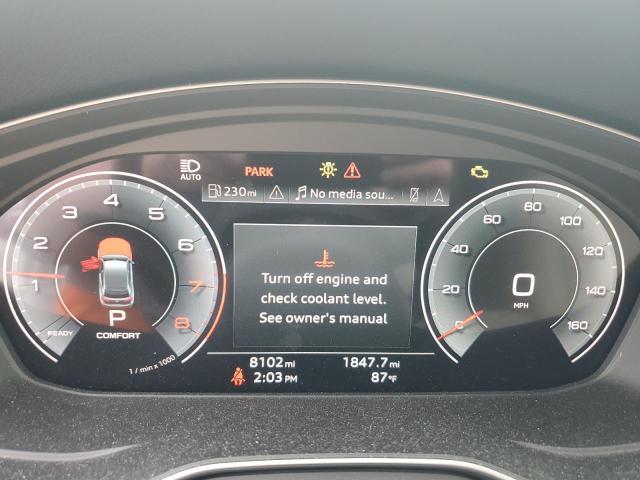 AUTO
PARK
230mi
No media sou...
1 2 3 4 5 6 7 8
READY
P
COMFORT
1 / min x 1000
Turn off engine and
check coolant level.
See owner's manual
0 20 40 60 80 100 120 140 160
0
MPH
8102mi 1847.7mi
2:03 PM 87°F